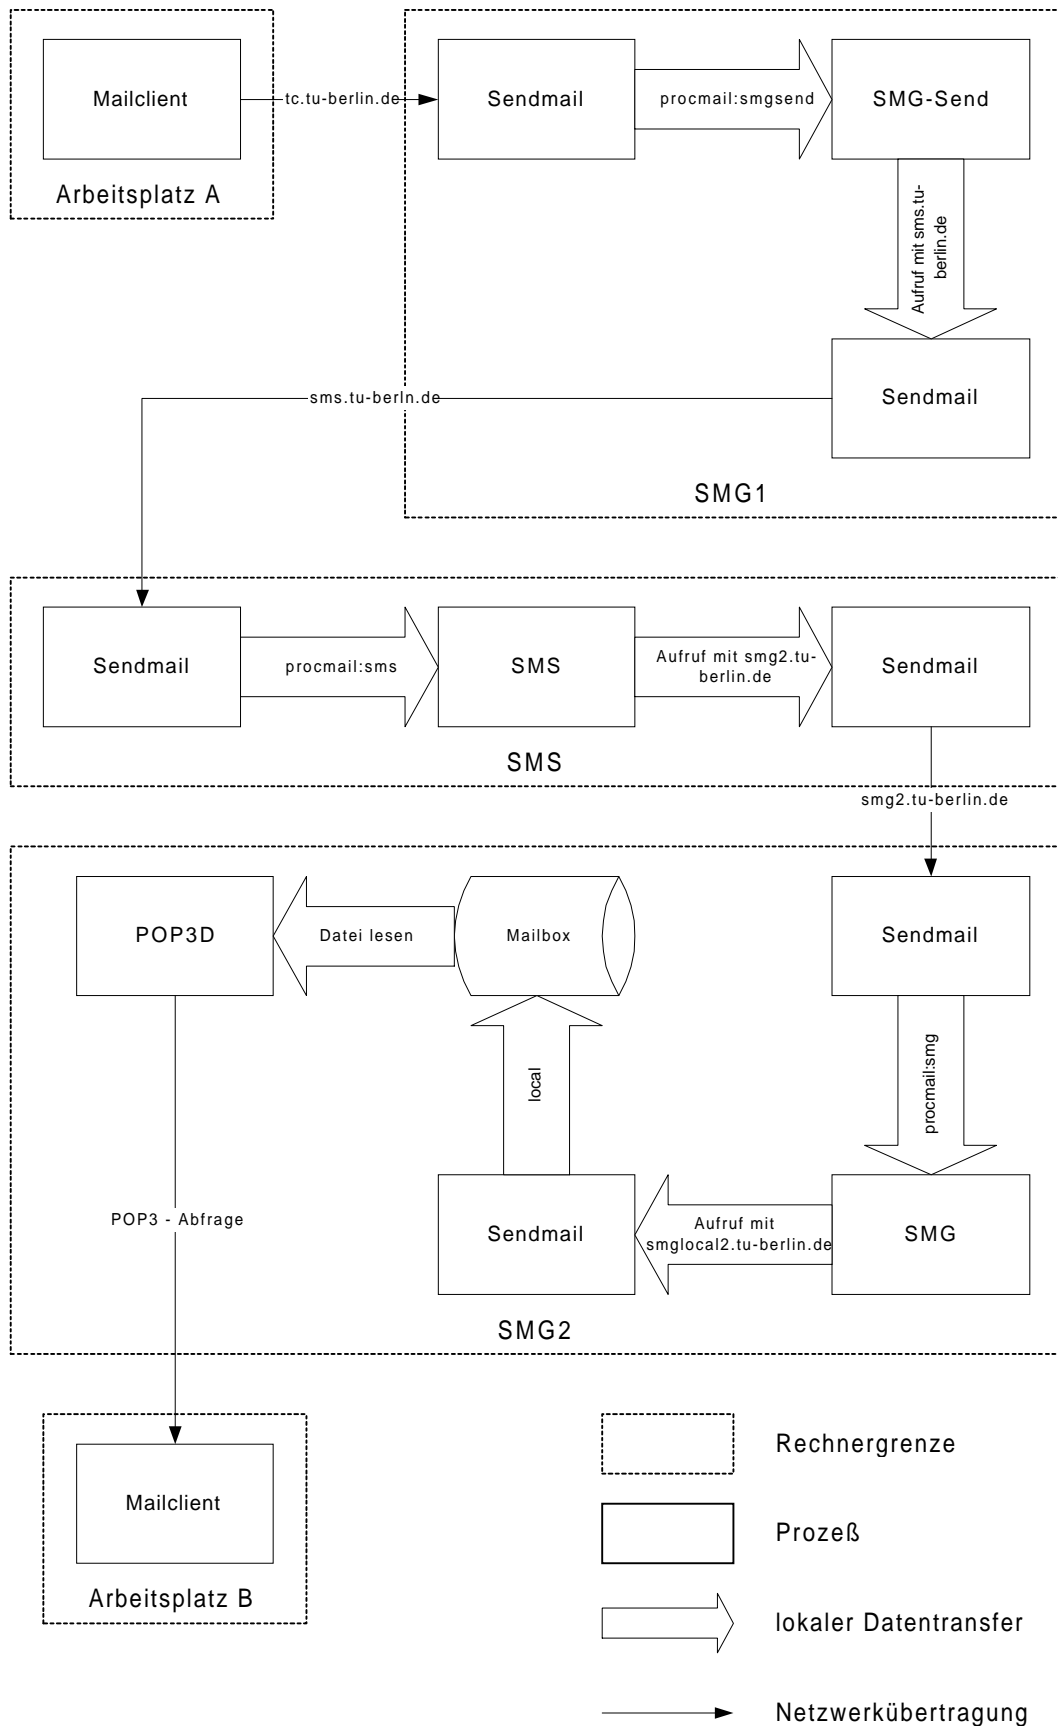 Mailclient
tc.tu-berlin.de
Sendmail
procmail:smgsend
SMG-Send
Arbeitsplatz A
Aufruf mit sms.tu-
berlin.de
sms.tu-berln.de
Sendmail
SMG1
Sendmail
procmail:sms
SMS
Aufruf mit smg2.tu-
berlin.de
Sendmail
SMS
smg2.tu-berlin.de
POP3D
Datei lesen
Mailbox
Sendmail
local
procmail:smg
POP3 - Abfrage
Sendmail
Aufruf mit
smglocal2.tu-berlin.de
SMG
SMG2
Mailclient
Arbeitsplatz B
Rechnergrenze
Prozeß
lokaler Datentransfer
Netzwerkübertragung